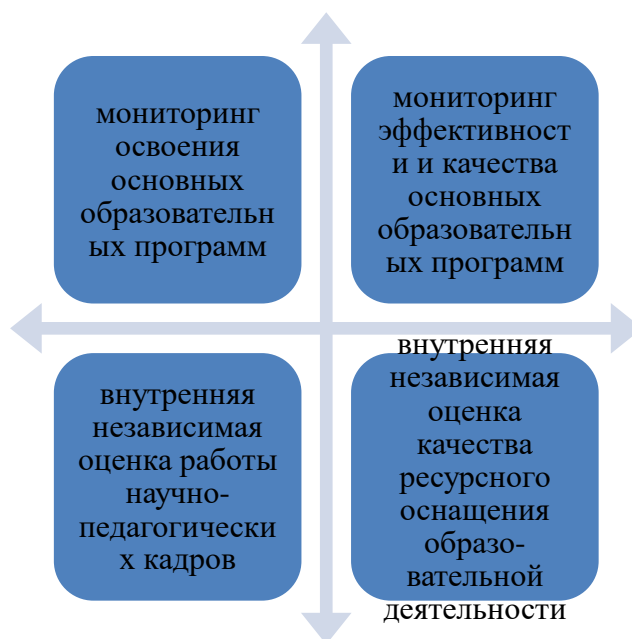 мониторинг
освоения
основных
образовательн
ых программ
мониторинг
эффективност
и и качества
основных
образовательн
ых программ
внутренняя
независимая
оценка работы
научно-
педагогически
х кадров
внутренняя
независимая
оценка
качества
ресурсного
оснащения
образо-
вательной
деятельности